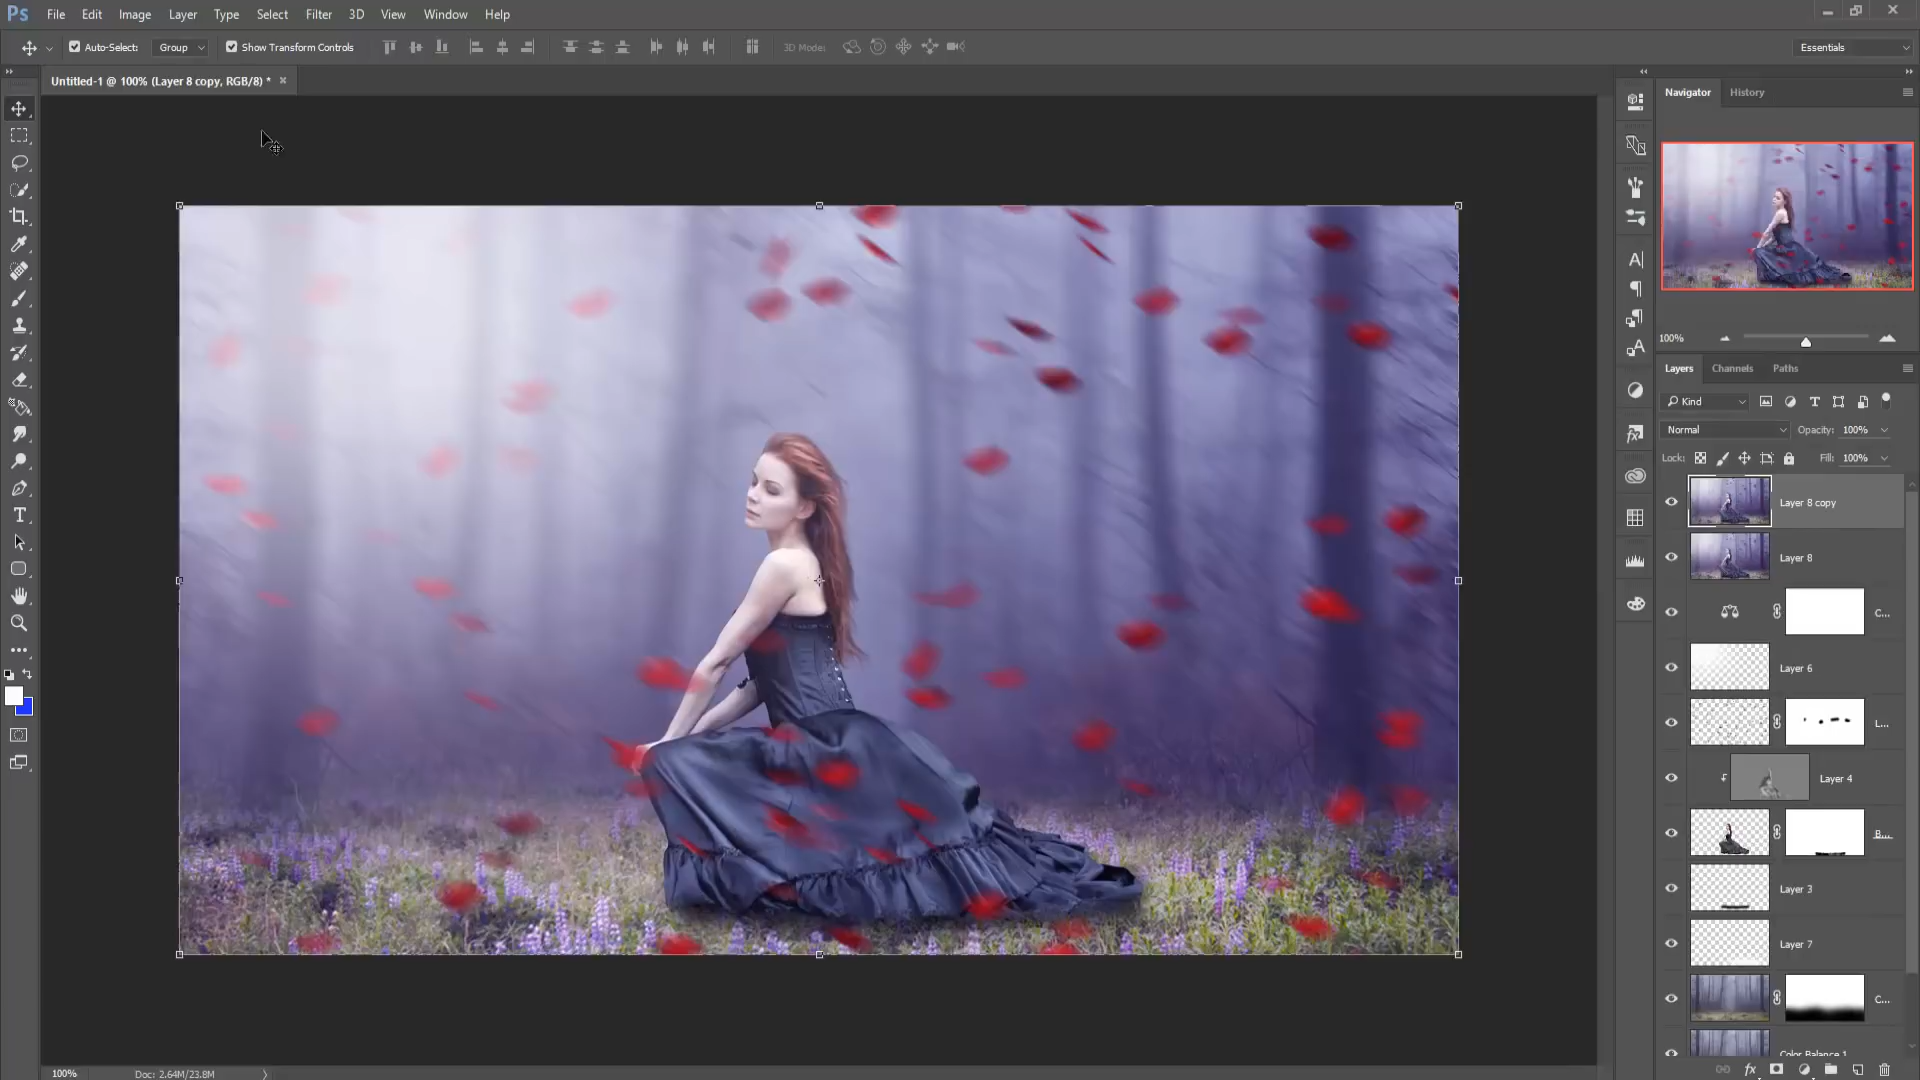 Ps File Edit Image Layer Type Select Filter 3D View Window Help
Auto-Select: Group Show Transform Controls 3D Mode: Essentials
Untitled-1 @ 100% (Layer 8 copy, RGB/8) *
Navigator History
100%
Layers Channels Paths
Kind
Normal Opacity: 100%
Lock: Fill: 100%
Layer 8 copy
Layer 8
C...
Layer 6
L...
Layer 4
B...
Layer 3
Layer 7
C...
Color Balance 1
100% Doc: 2.64M/23.8M